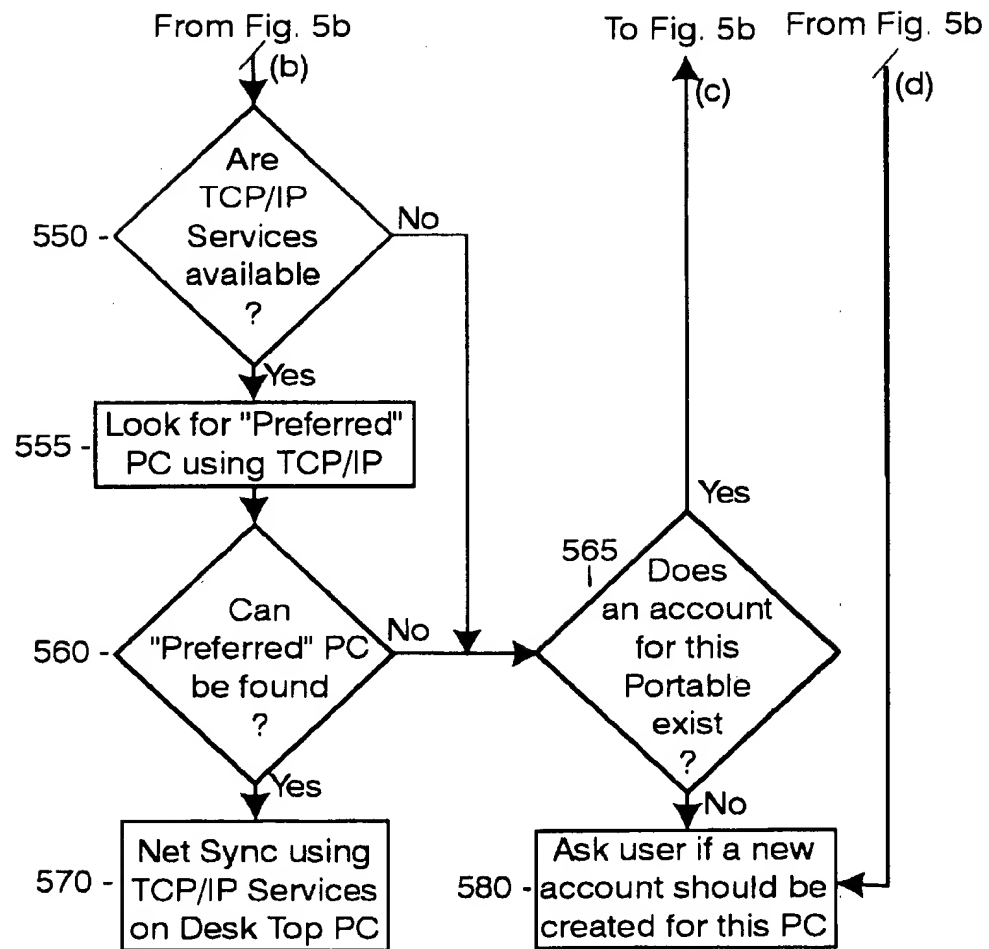 From Fig. 5b
(b)
To Fig. 5b
(c)
From Fig. 5b
(d)
Are
TCP/IP
Services
available
?
550 -
No
Yes
Look for "Preferred"
PC using TCP/IP
555 -
Can
"Preferred" PC
be found
?
560 -
No
Yes
Net Sync using
TCP/IP Services
on Desk Top PC
570 -
565
Does
an account
for this
Portable
exist
?
Yes
No
Ask user if a new
account should be
created for this PC
580 -